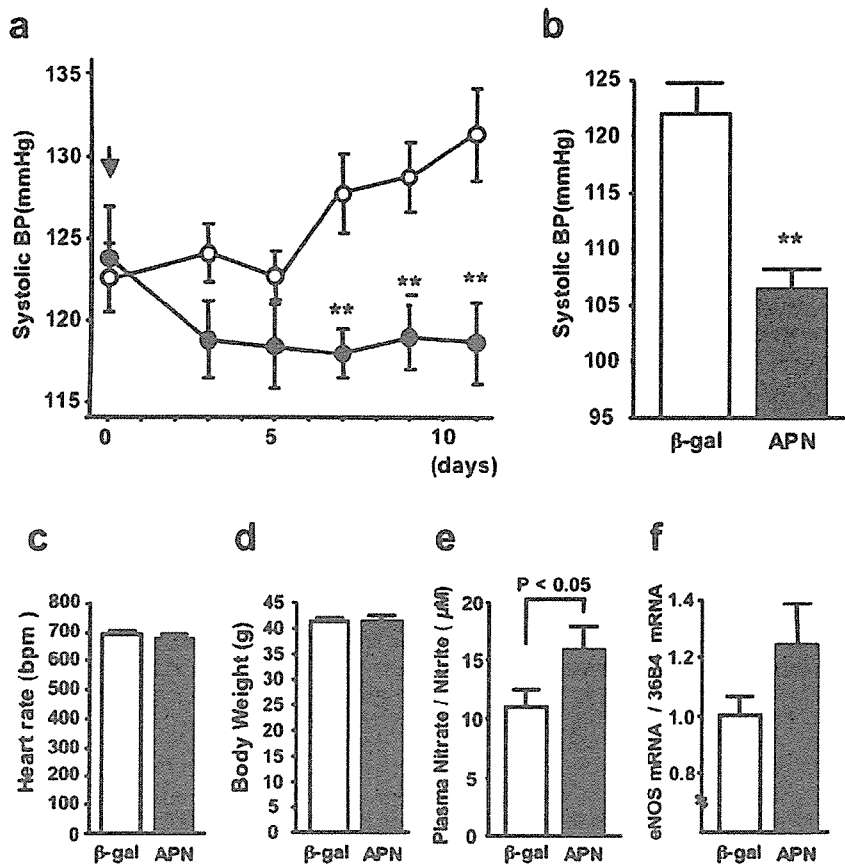 a
Systolic BP(mmHg)
135
130
125
120
115
**
**
**
0
5
10
(days)
b
Systolic BP(mmHg)
125
120
115
110
105
100
95
**
β-gal
APN
c
Heart rate (bpm )
800
700
600
500
400
300
200
100
0
β-gal
APN
d
Body Weight (g)
45
40
35
30
25
20
15
10
5
0
β-gal
APN
e
Plasma Nitrate / Nitrite ( μM)
P < 0.05
20
15
10
5
0
β-gal
APN
f
eNOS mRNA / 36B4 mRNA
1.4
1.2
1.0
0.8
β-gal
APN